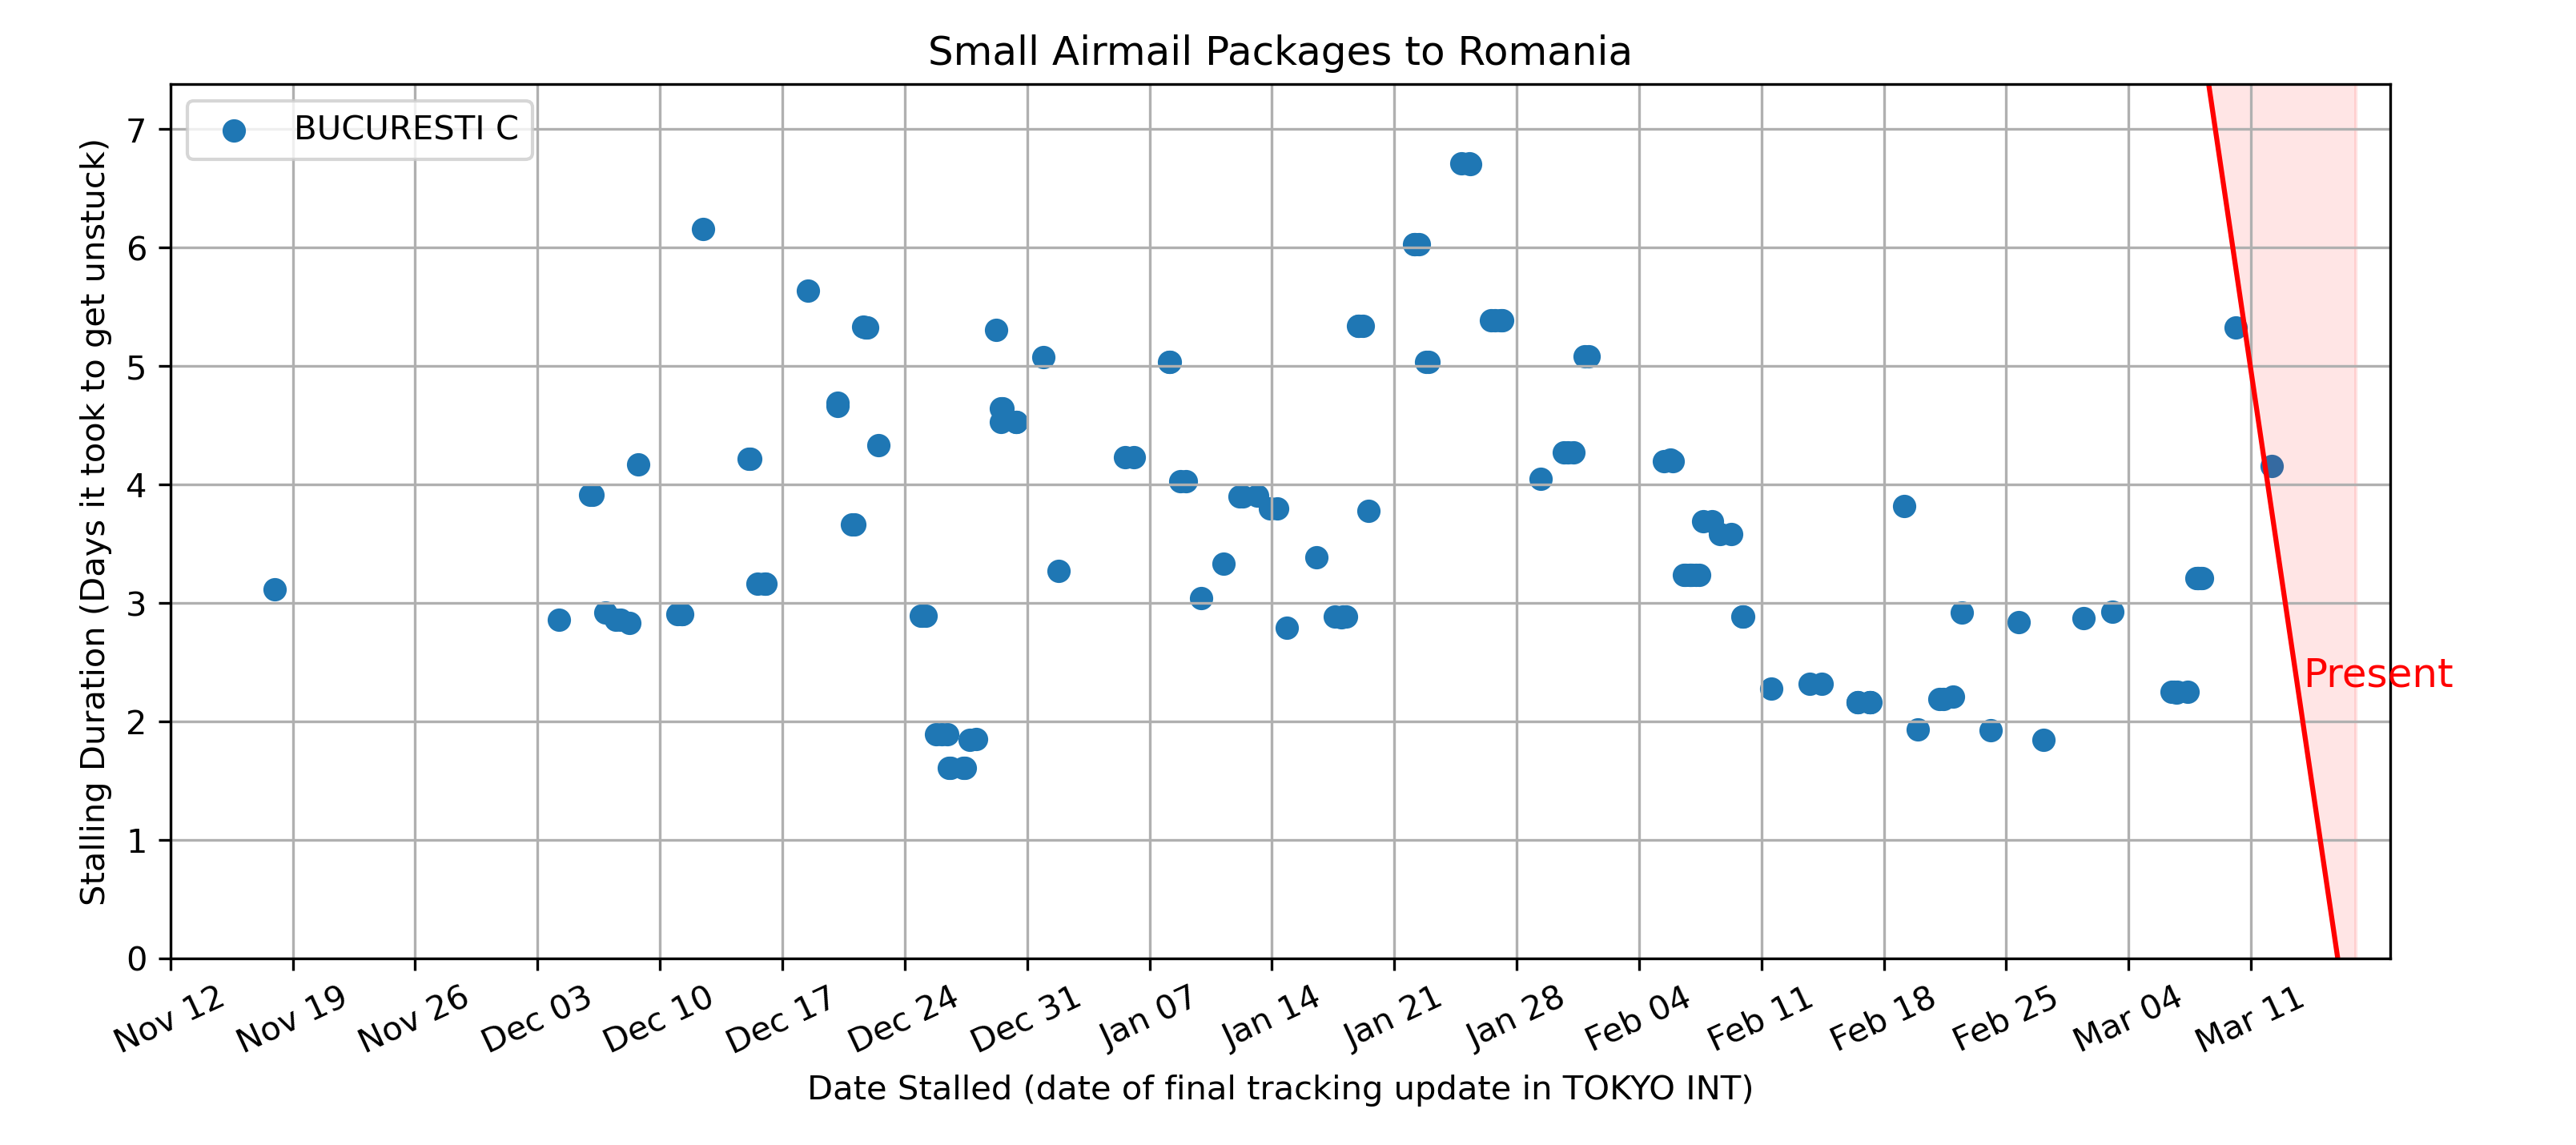 Small Airmail Packages to Romania
BUCURESTI C
Stalling Duration (Days it took to get unstuck)
7
6
5
4
3
2
1
0
Present
Nov 12
Nov 19
Nov 26
Dec 03
Dec 10
Dec 17
Dec 24
Dec 31
Jan 07
Jan 14
Jan 21
Jan 28
Feb 04
Feb 11
Feb 18
Feb 25
Mar 04
Mar 11
Date Stalled (date of final tracking update in TOKYO INT)